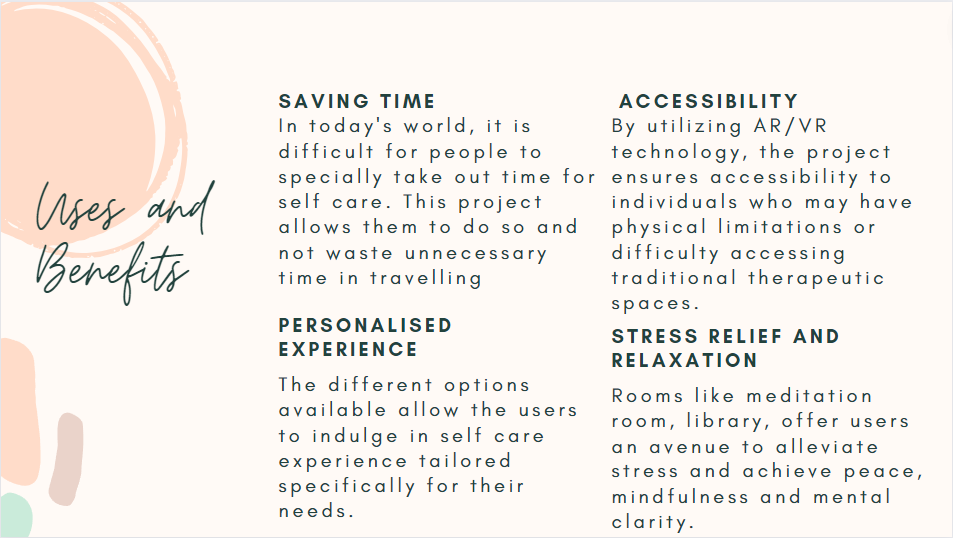 Uses and
Benefits
SAVING TIME
In today's world, it is
difficult for people to
specially take out time for
self care. This project
allows them to do so and
not waste unnecessary
time in travelling
PERSONALISED
EXPERIENCE
The different options
available allow the users
to indulge in self care
experience tailored
specifically for their
needs.
ACCESSIBILITY
By utilizing AR/VR
technology, the project
ensures accessibility to
individuals who may have
physical limitations or
difficulty accessing
traditional therapeutic
spaces.
STRESS RELIEF AND
RELAXATION
Rooms like meditation
room, library, offer users
an avenue to alleviate
stress and achieve peace,
mindfulness and mental
clarity.